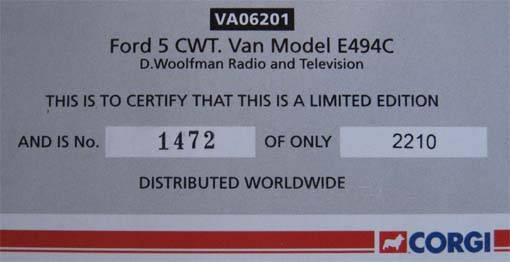 VA06201
Ford 5 CWT. Van Model E494C
D.Woolfman Radio and Television
THIS IS TO CERTIFY THAT THIS IS A LIMITED EDITION
AND IS No. 1472 OF ONLY 2210
DISTRIBUTED WORLDWIDE
CORGI